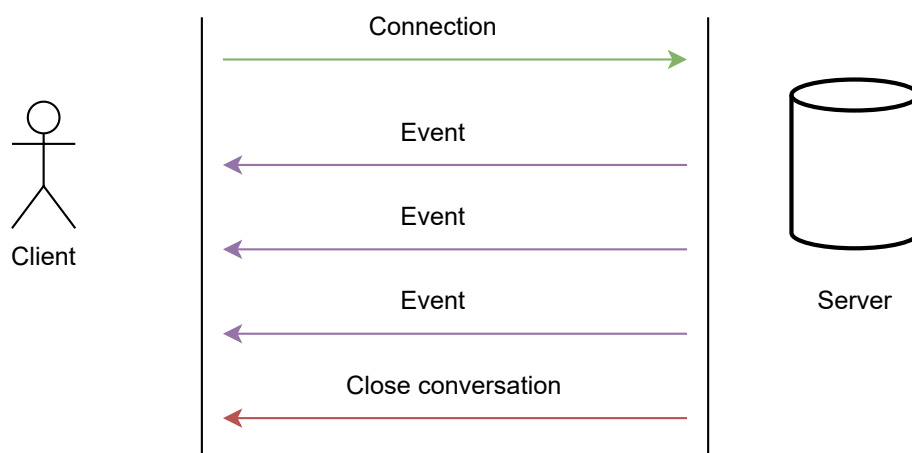 Connection
Event
Event
Client
Event
Server
Close conversation